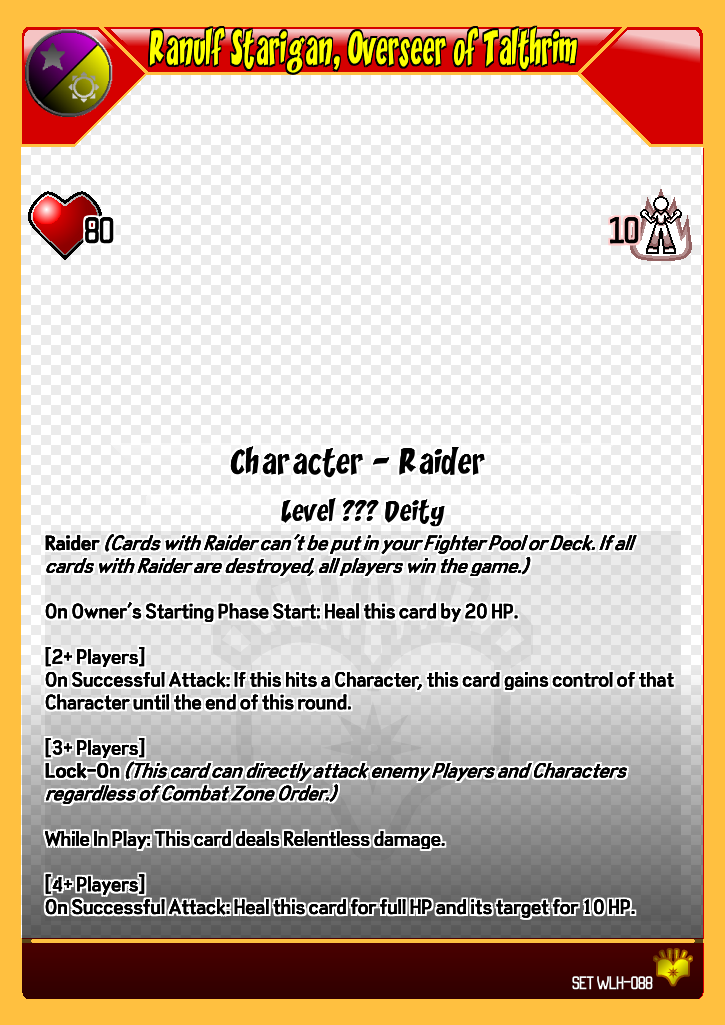 Ranulf Starigan, Overseer of Talthrim
80
10
Character - Raider
Level ??? Deity
Raider (Cards with Raider can't be put in your Fighter Pool or Deck. If all
cards with Raider are destroyed, all players win the game.)
On Owner's Starting Phase Start: Heal this card by 20 HP.
[2+ Players]
On Successful Attack: If this hits a Character, this card gains control of that
Character until the end of this round.
[3+ Players]
Lock-On (This card can directly attack enemy Players and Characters
regardless of Combat Zone Order.)
While In Play: This card deals Relentless damage.
[4+ Players]
On Successful Attack: Heal this card for full HP and its target for 10 HP.
SET WLH-088